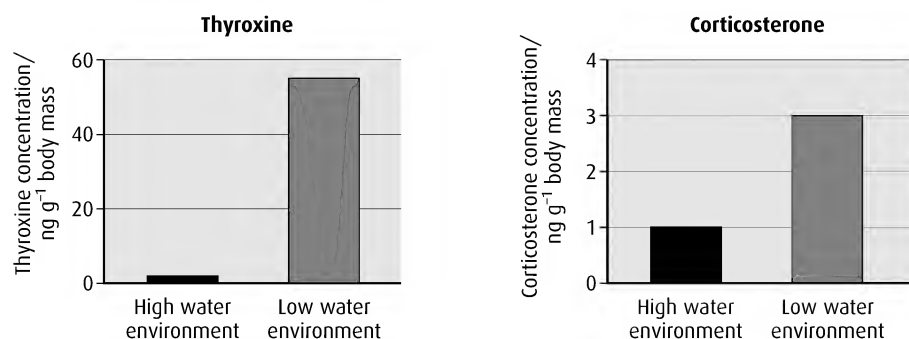 Thyroxine
Thyroxine concentration/
ng g⁻¹ body mass
60
40
20
0
High water
environment
Low water
environment
Corticosterone
Corticosterone concentration/
ng g⁻¹ body mass
4
3
2
1
0
High water
environment
Low water
environment